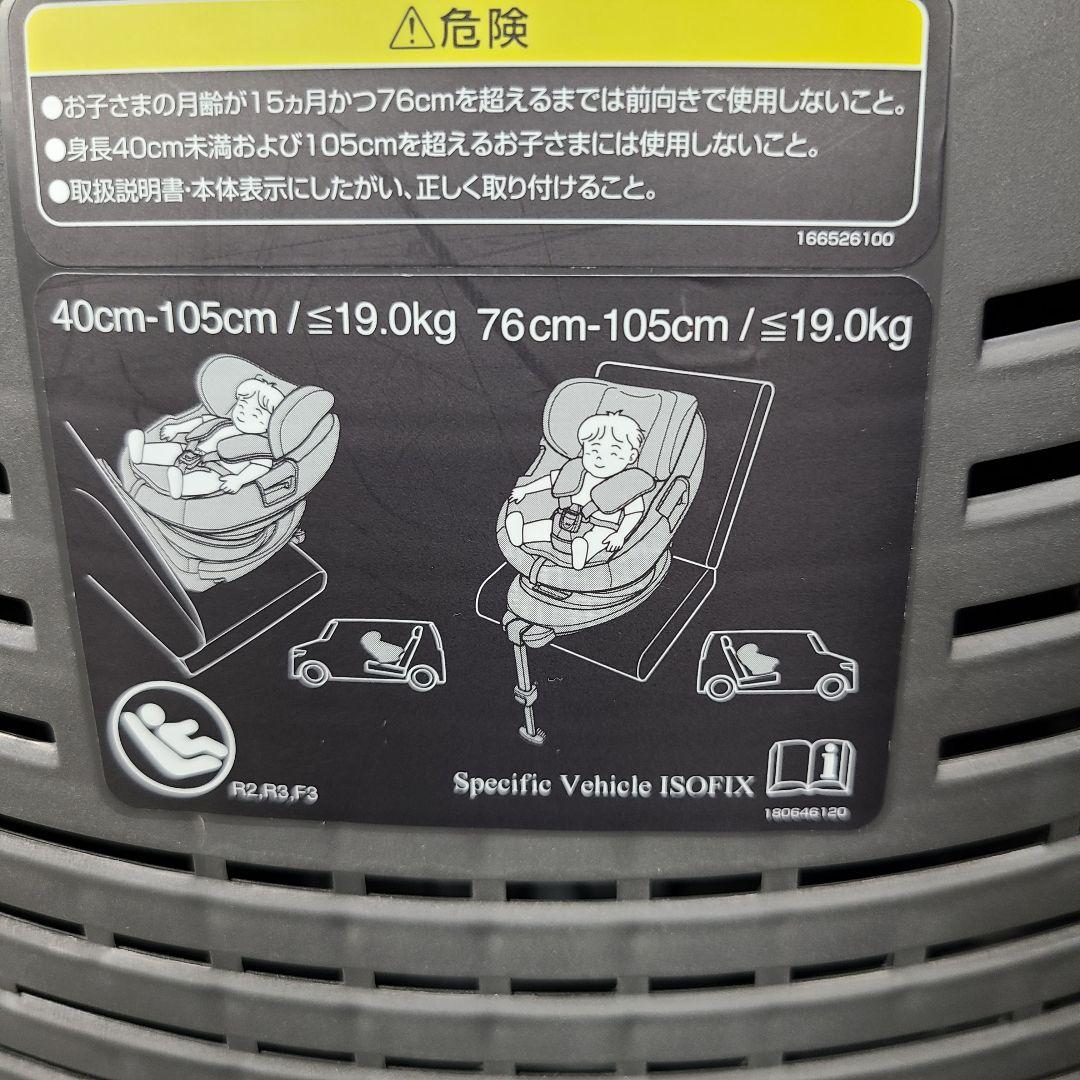 ⚠危険
●お子さまの月齢が15ヵ月かつ76cmを超えるまでは前向きで使用しないこと。
●身長40cm未満および105cmを超えるお子さまには使用しないこと。
●取扱説明書・本体表示にしたがい、正しく取り付けること。
166526100
40cm-105cm / ≦19.0kg 76cm-105cm / ≦19.0kg
R2,R3,F3
Specific Vehicle ISOFIX
180646120